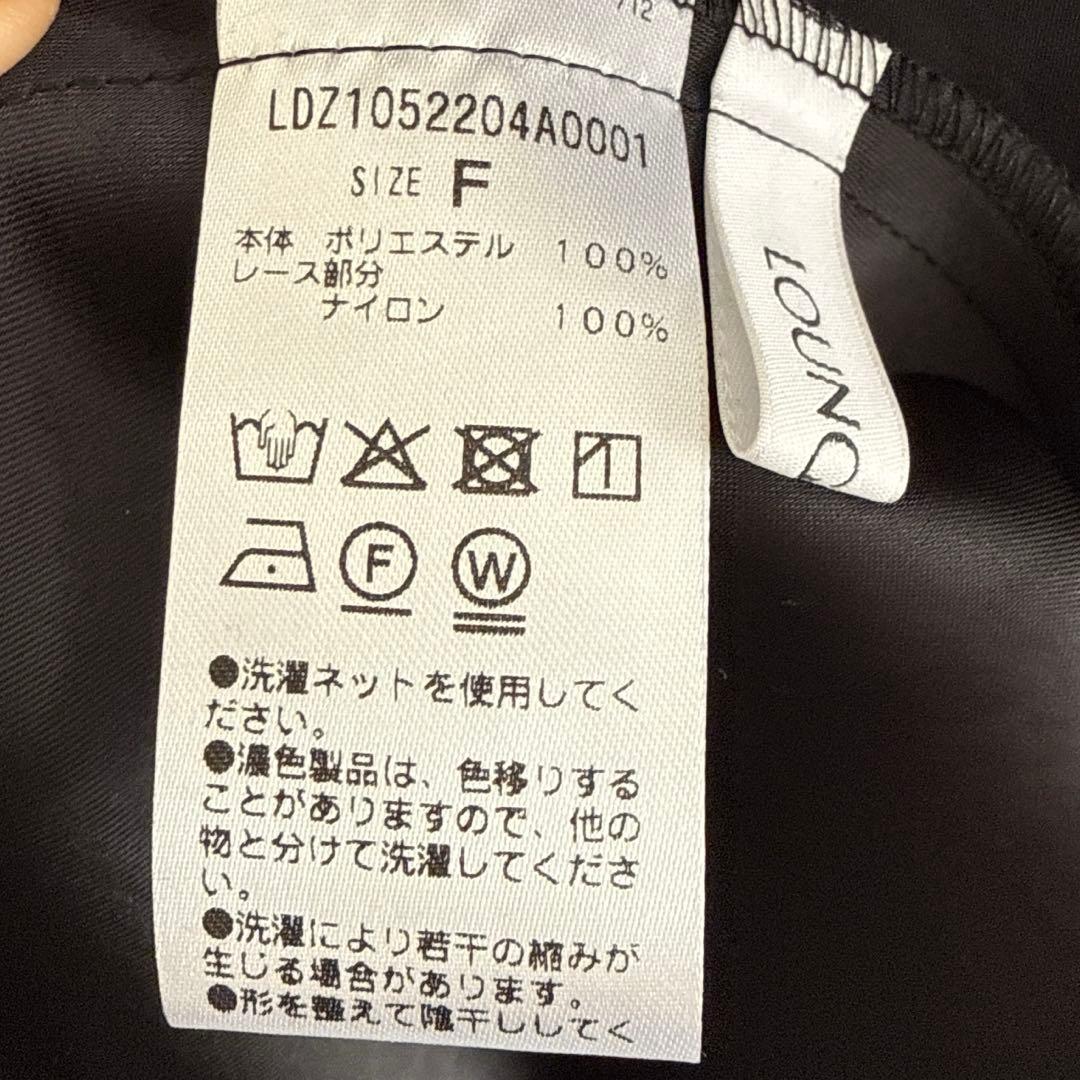 712
LDZ1052204A0001
SIZE F
本体 ポリエステル 100%
レース部分
ナイロン 100%
F
W
●洗濯ネットを使用してく
ださい。
●濃色製品は、色移りする
ことがありますので、他の
物と分けて洗濯してくださ
い。
●洗濯により若干の縮みが
生じる場合があります。
●形を整えて陰干ししてく
LOUN